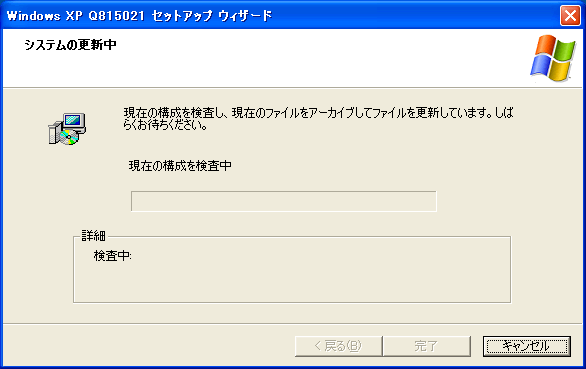 Windows XP Q815021 セットアップ ウィザード
システムの更新中
現在の構成を検査し、現在のファイルをアーカイブしてファイルを更新しています。しば
らくお待ちください。
現在の構成を検査中
詳細
検査中:
< 戻る(B)
完了
キャンセル